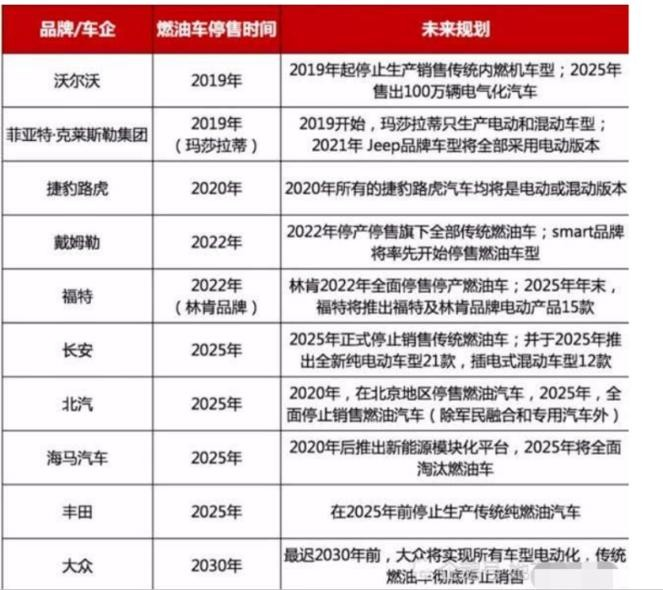 品牌/车企 燃油车停售时间 未来规划
沃尔沃 2019年 2019年起停止生产销售传统内燃机车型；2025年
售出100万辆电气化汽车
菲亚特·克莱斯勒集团 2019年 2019开始，玛莎拉蒂只生产电动和混动车型；
（玛莎拉蒂） 2021年 Jeep品牌车型将全部采用电动版本
捷豹路虎 2020年 2020年所有的捷豹路虎汽车均将是电动或混动版本
戴姆勒 2022年 2022年停产停售旗下全部传统燃油车；smart品牌
将率先开始停售燃油车型
福特 2022年 林肯2022年全面停售停产燃油车；2025年年末，
（林肯品牌） 福特将推出福特及林肯品牌电动产品15款
长安 2025年 2025年正式停止销售传统燃油车；并于2025年推
出全新纯电动车型21款，插电式混动车型12款
北汽 2025年 2020年，在北京地区停售燃油汽车，2025年，全
面停止销售燃油汽车（除军民融合和专用汽车外）
海马汽车 2025年 2020年后推出新能源模块化平台，2025年将全面
淘汰燃油车
丰田 2025年 在2025年前停止生产传统纯燃油汽车
大众 2030年 最迟2030年前，大众将实现所有车型电动化，传统
燃油车彻底停止销售